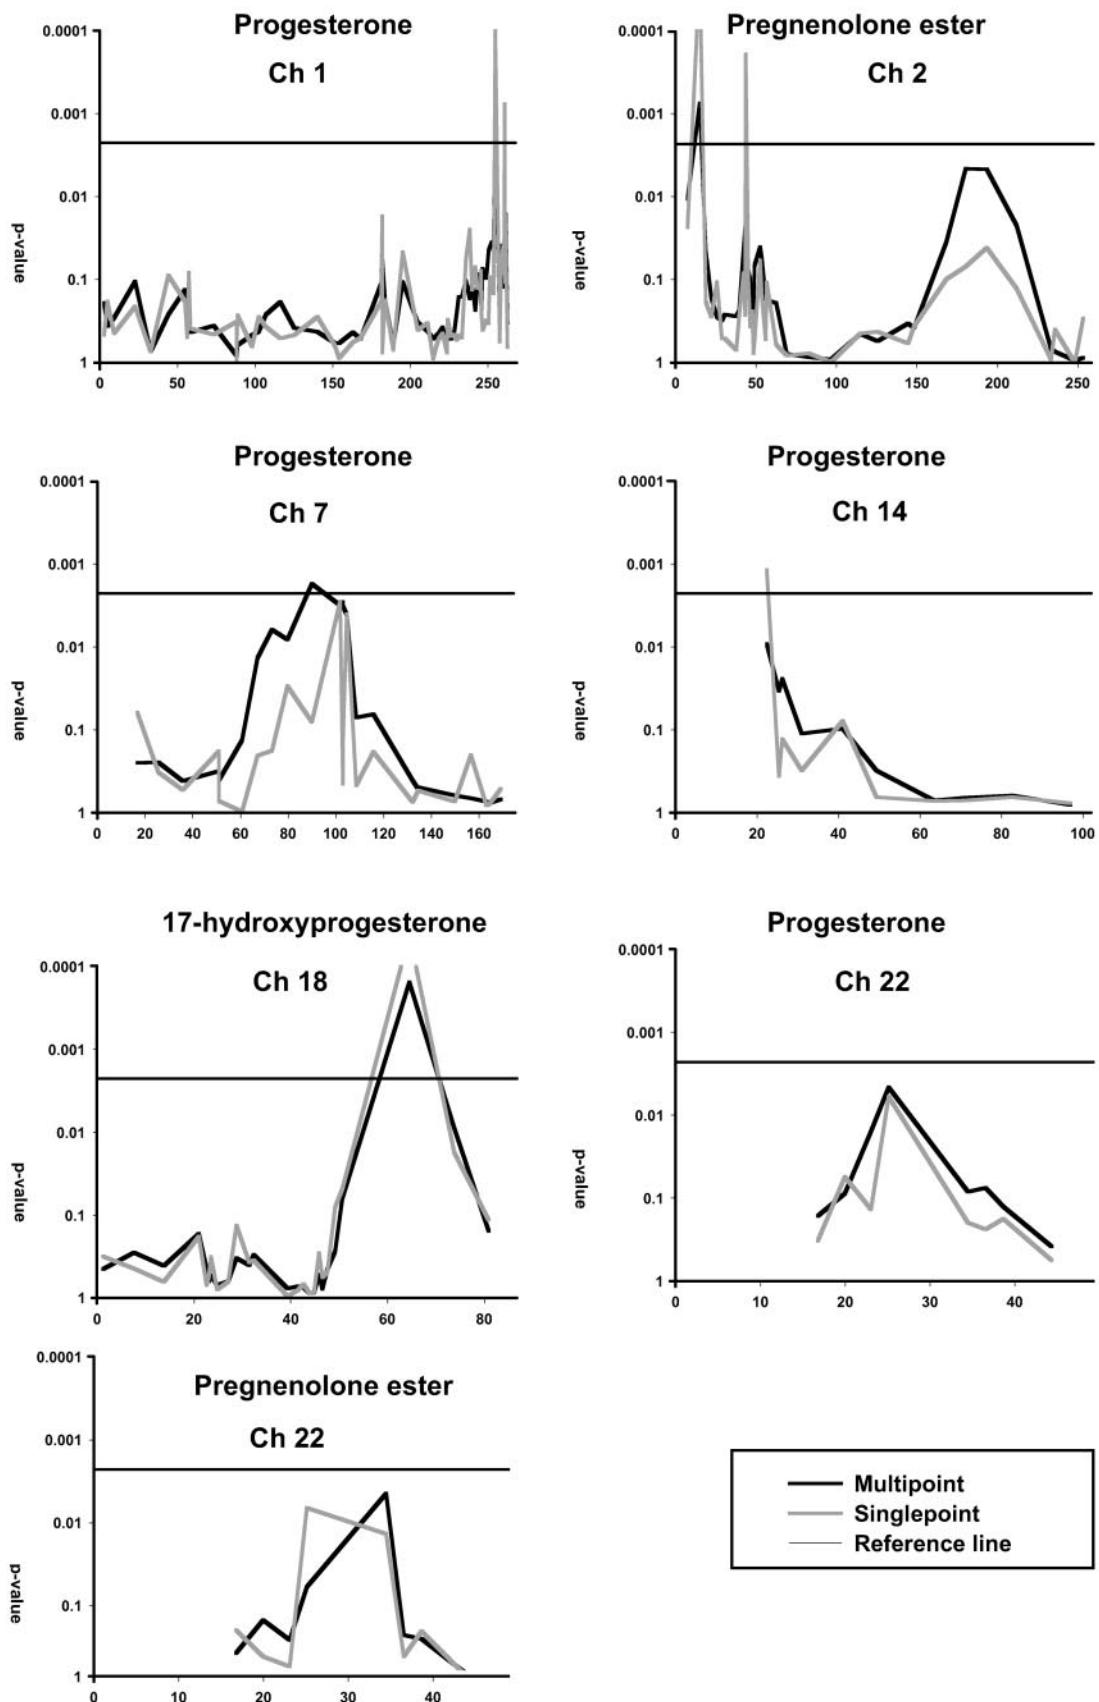 Progesterone
Ch 1
0.0001
0.001
0.01
0.1
1
p-value
0 50 100 150 200 250
Pregnenolone ester
Ch 2
0.0001
0.001
0.01
0.1
1
p-value
0 50 100 150 200 250
Progesterone
Ch 7
0.0001
0.001
0.01
0.1
1
p-value
0 20 40 60 80 100 120 140 160
Progesterone
Ch 14
0.0001
0.001
0.01
0.1
1
p-value
0 20 40 60 80 100
17-hydroxyprogesterone
Ch 18
0.0001
0.001
0.01
0.1
1
p-value
0 20 40 60 80
Progesterone
Ch 22
0.0001
0.001
0.01
0.1
1
p-value
0 10 20 30 40
Pregnenolone ester
Ch 22
0.0001
0.001
0.01
0.1
1
p-value
0 10 20 30 40
Multipoint
Singlepoint
Reference line